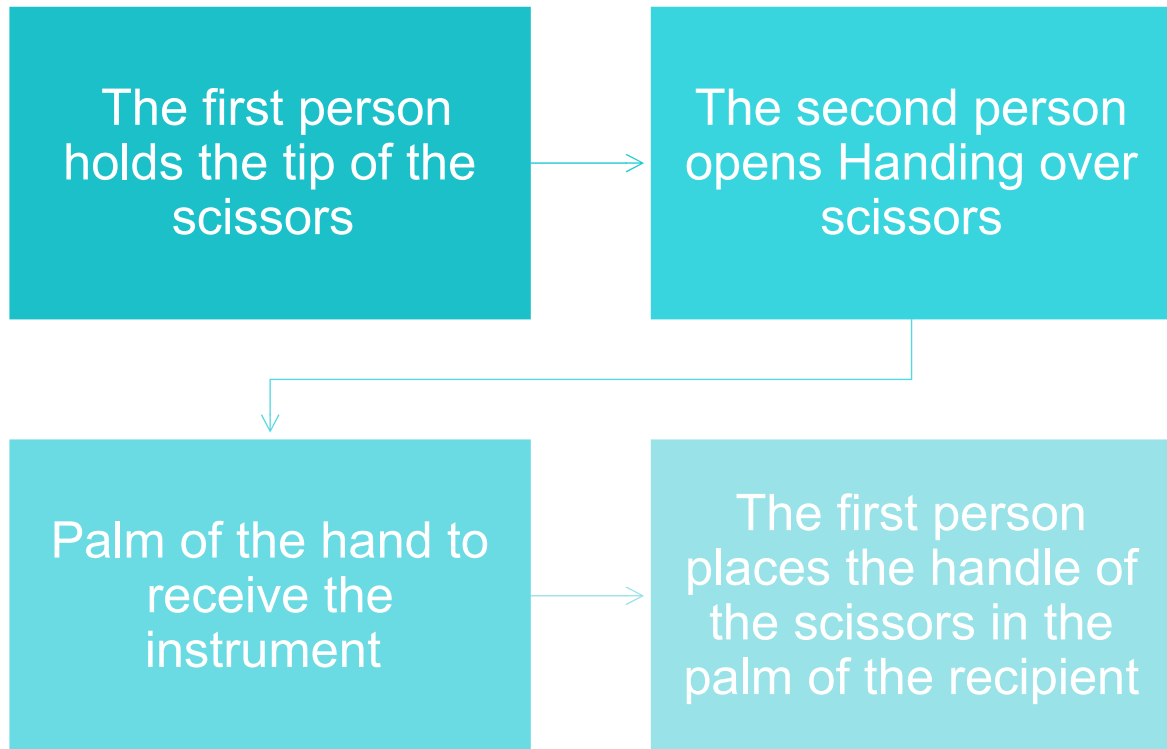 The first person
holds the tip of the
scissors
The second person
opens Handing over
scissors
Palm of the hand to
receive the
instrument
The first person
places the handle of
the scissors in the
palm of the recipient